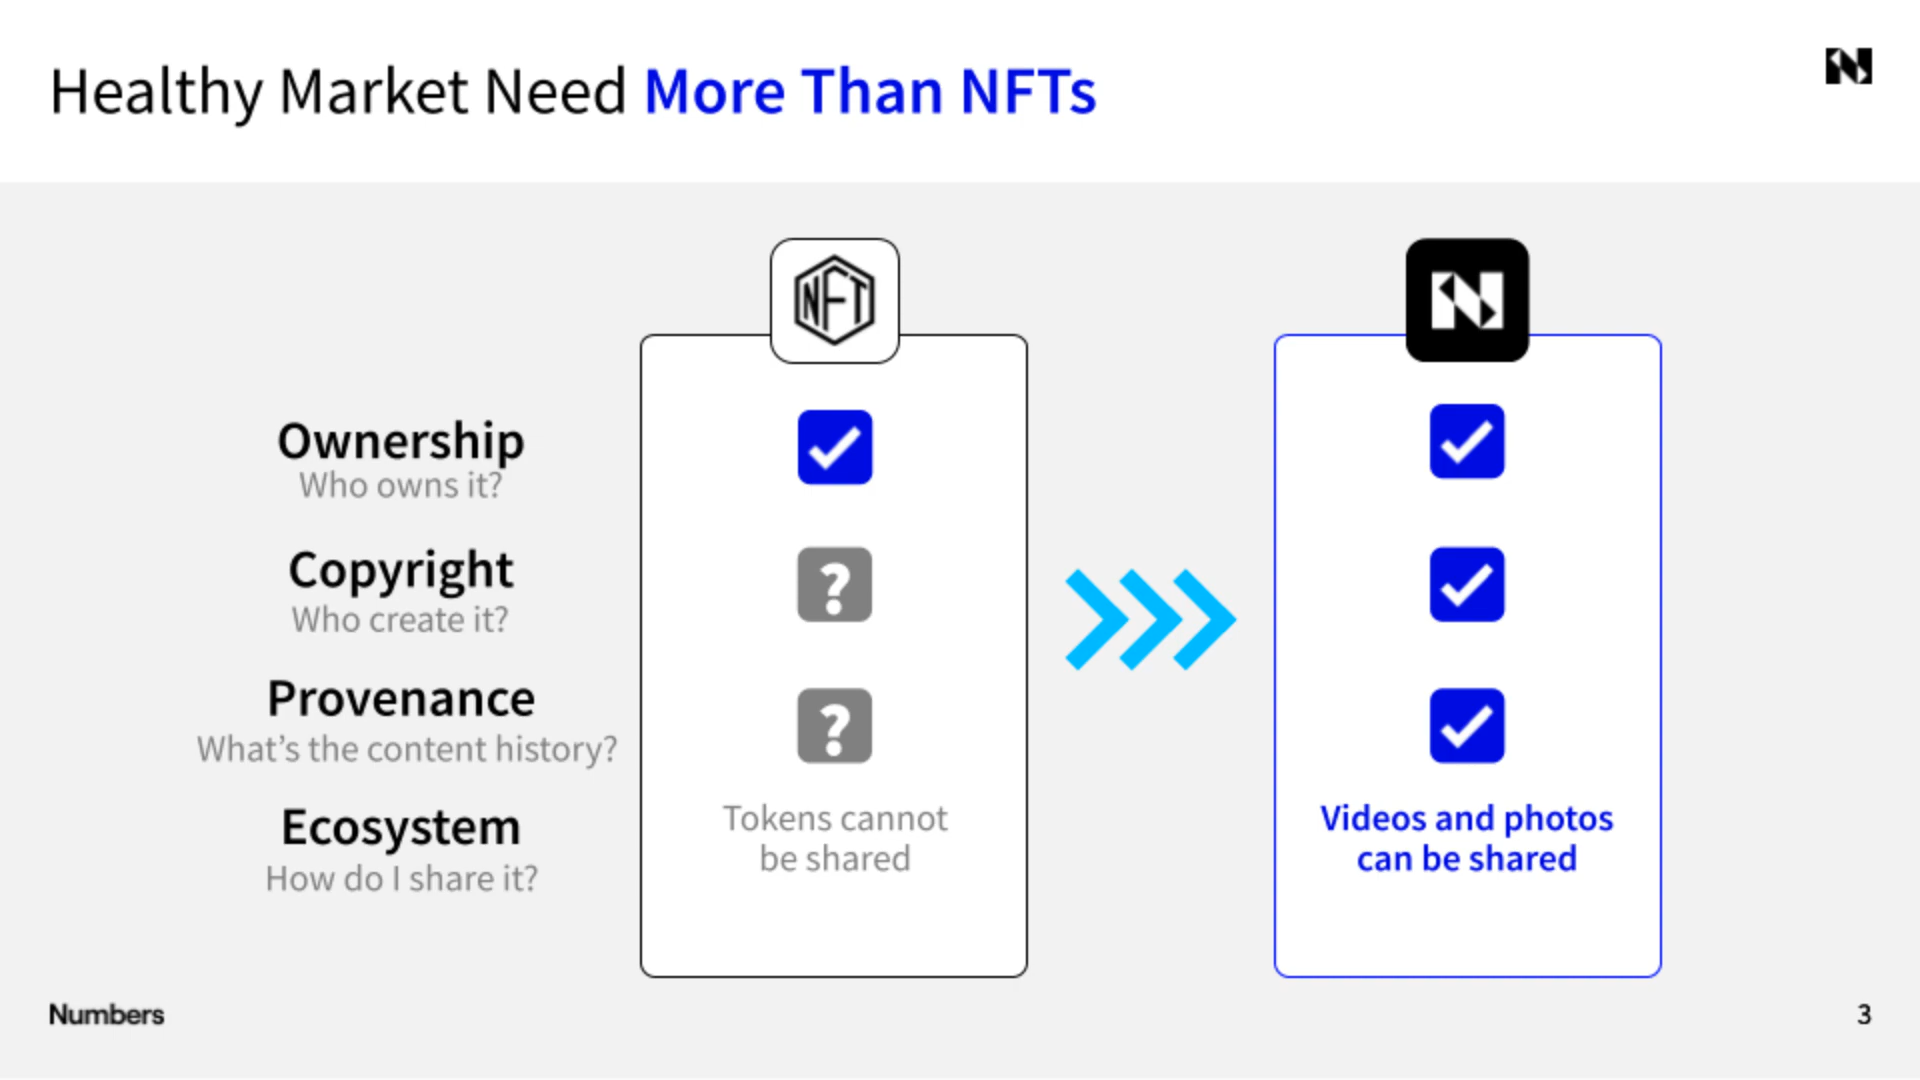 Healthy Market Need More Than NFTs
NFT
Ownership
Who owns it?
Copyright
Who create it?
Provenance
What's the content history?
Ecosystem
How do I share it?
Tokens cannot
be shared
Videos and photos
can be shared
Numbers
3